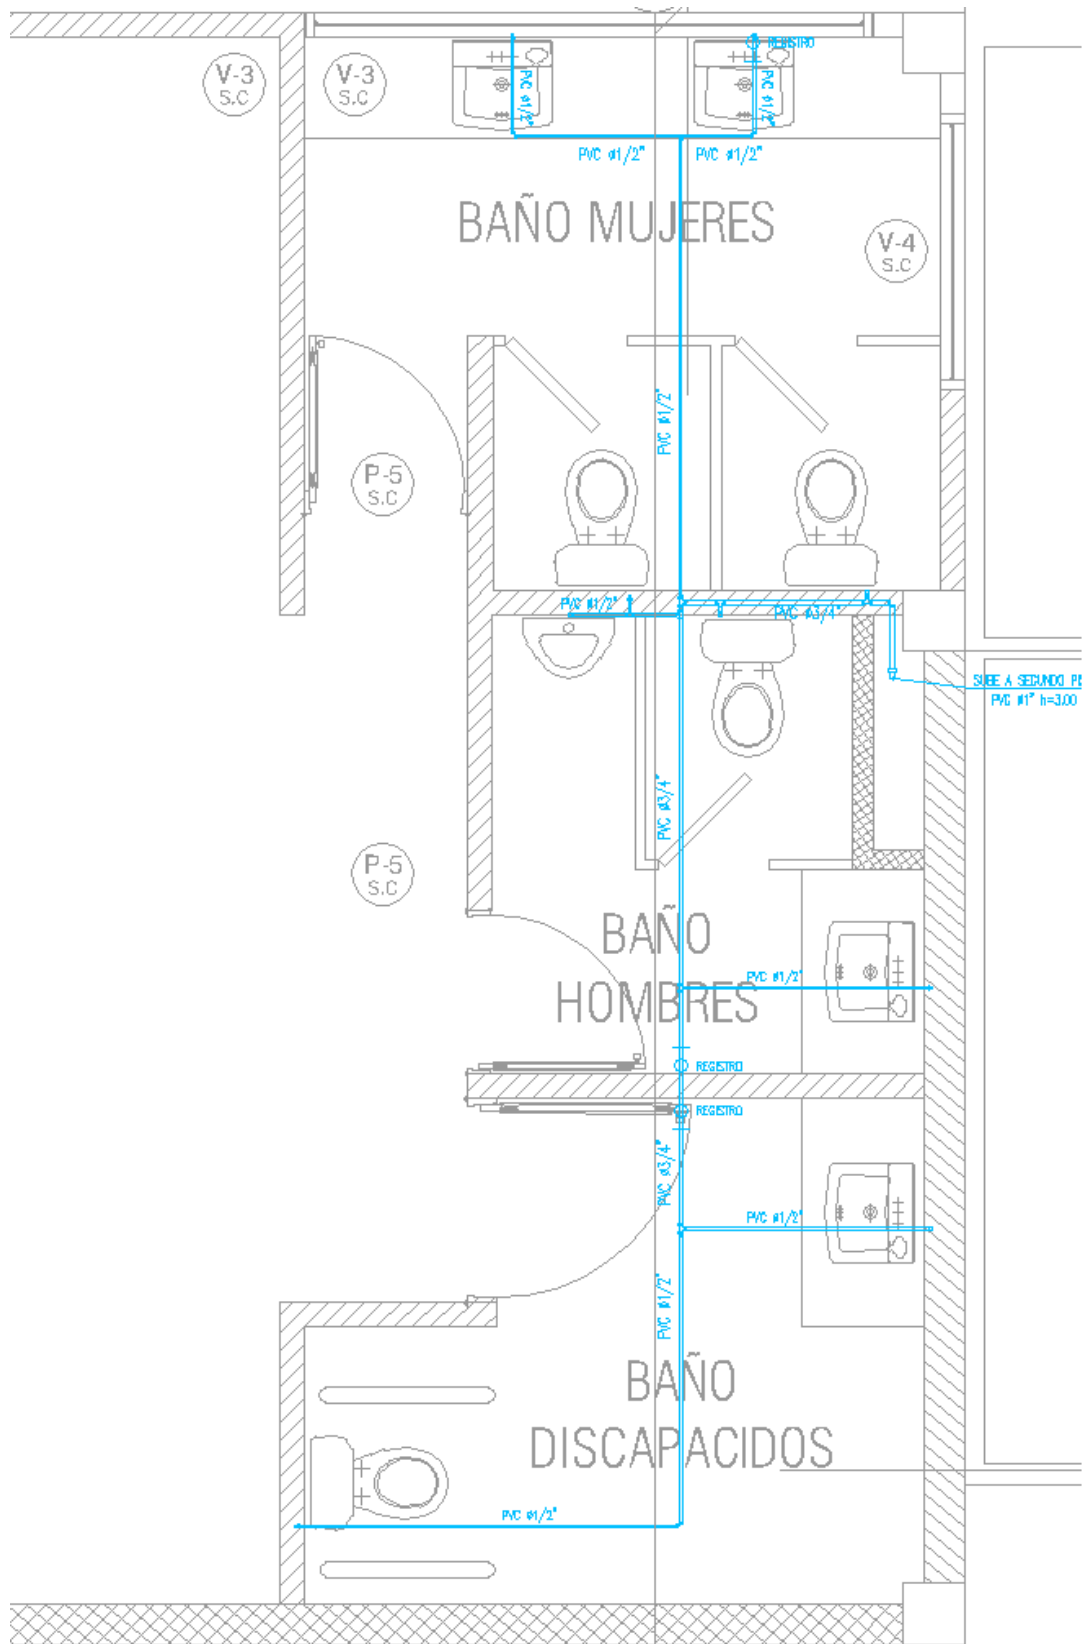 REGISTRO
V-3
S.C
V-3
S.C
PVC ø1/2"
PVC ø1/2"
PVC ø1/2"
PVC ø1/2"
BAÑO MUJERES
V-4
S.C
PVC ø1/2"
P-5
S.C
PVC ø1/2"
PVC ø3/4"
SUBE A SEGUNDO PI
PVC ø1" h=3.00
PVC ø3/4"
P-5
S.C
BAÑO
HOMBRES
PVC ø1/2"
REGISTRO
REGISTRO
PVC ø3/4"
PVC ø1/2"
PVC ø1/2"
BAÑO
DISCAPACIDOS
PVC ø1/2"